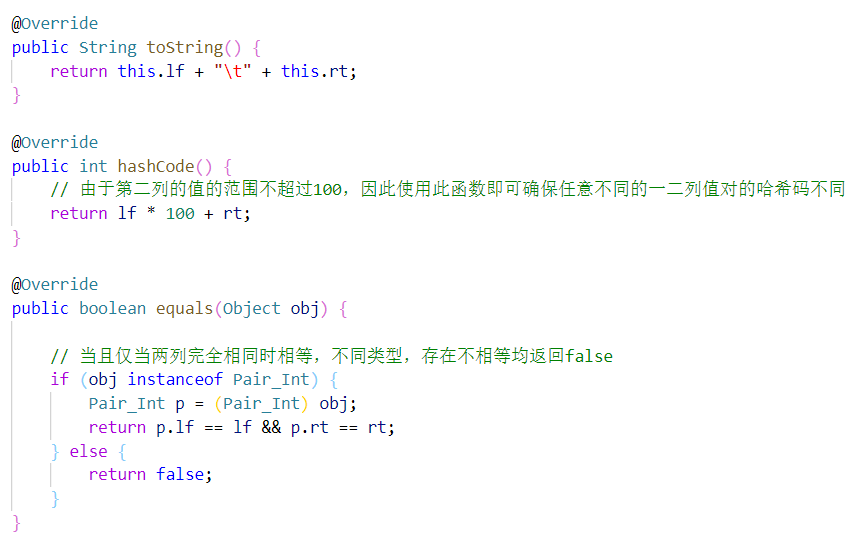 @Override
public String toString() {
    return this.lf + "\t" + this.rt;
}

@Override
public int hashCode() {
    // 由于第二列的值的范围不超过100，因此使用此函数即可确保任意不同的一二列值对的哈希码不同
    return lf * 100 + rt;
}

@Override
public boolean equals(Object obj) {

    // 当且仅当两列完全相同时相等，不同类型，存在不相等均返回false
    if (obj instanceof Pair_Int) {
        Pair_Int p = (Pair_Int) obj;
        return p.lf == lf && p.rt == rt;
    } else {
        return false;
    }
}